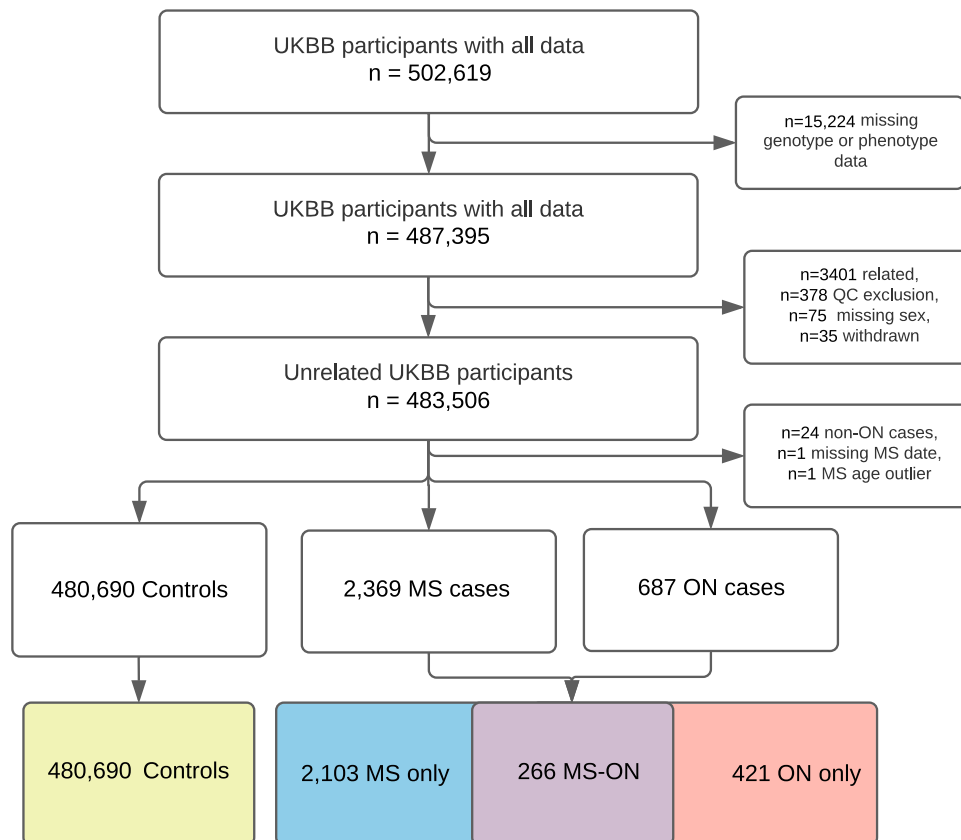 UKBB participants with all data
n = 502,619
n=15,224 missing
genotype or phenotype
data
UKBB participants with all data
n = 487,395
n=3401 related,
n=378 QC exclusion,
n=75 missing sex,
n=35 withdrawn
Unrelated UKBB participants
n = 483,506
n=24 non-ON cases,
n=1 missing MS date,
n=1 MS age outlier
480,690 Controls
2,369 MS cases
687 ON cases
480,690 Controls
2,103 MS only
266 MS-ON
421 ON only